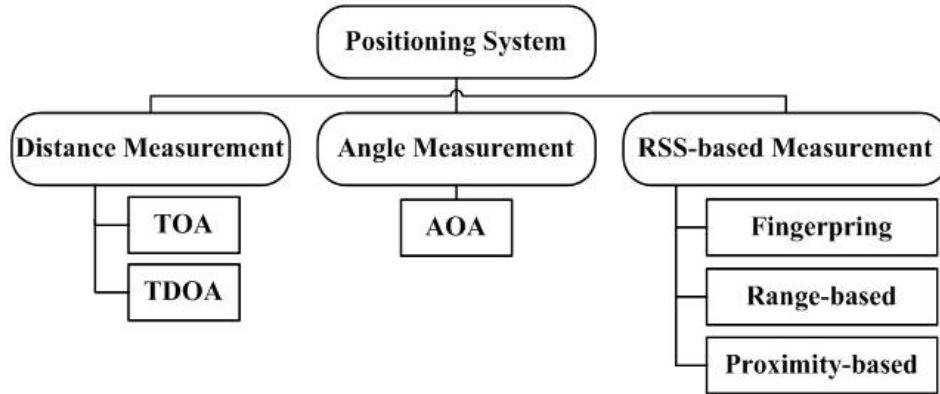 Positioning System
Distance Measurement
Angle Measurement
RSS-based Measurement
TOA
TDOA
AOA
Fingerpring
Range-based
Proximity-based